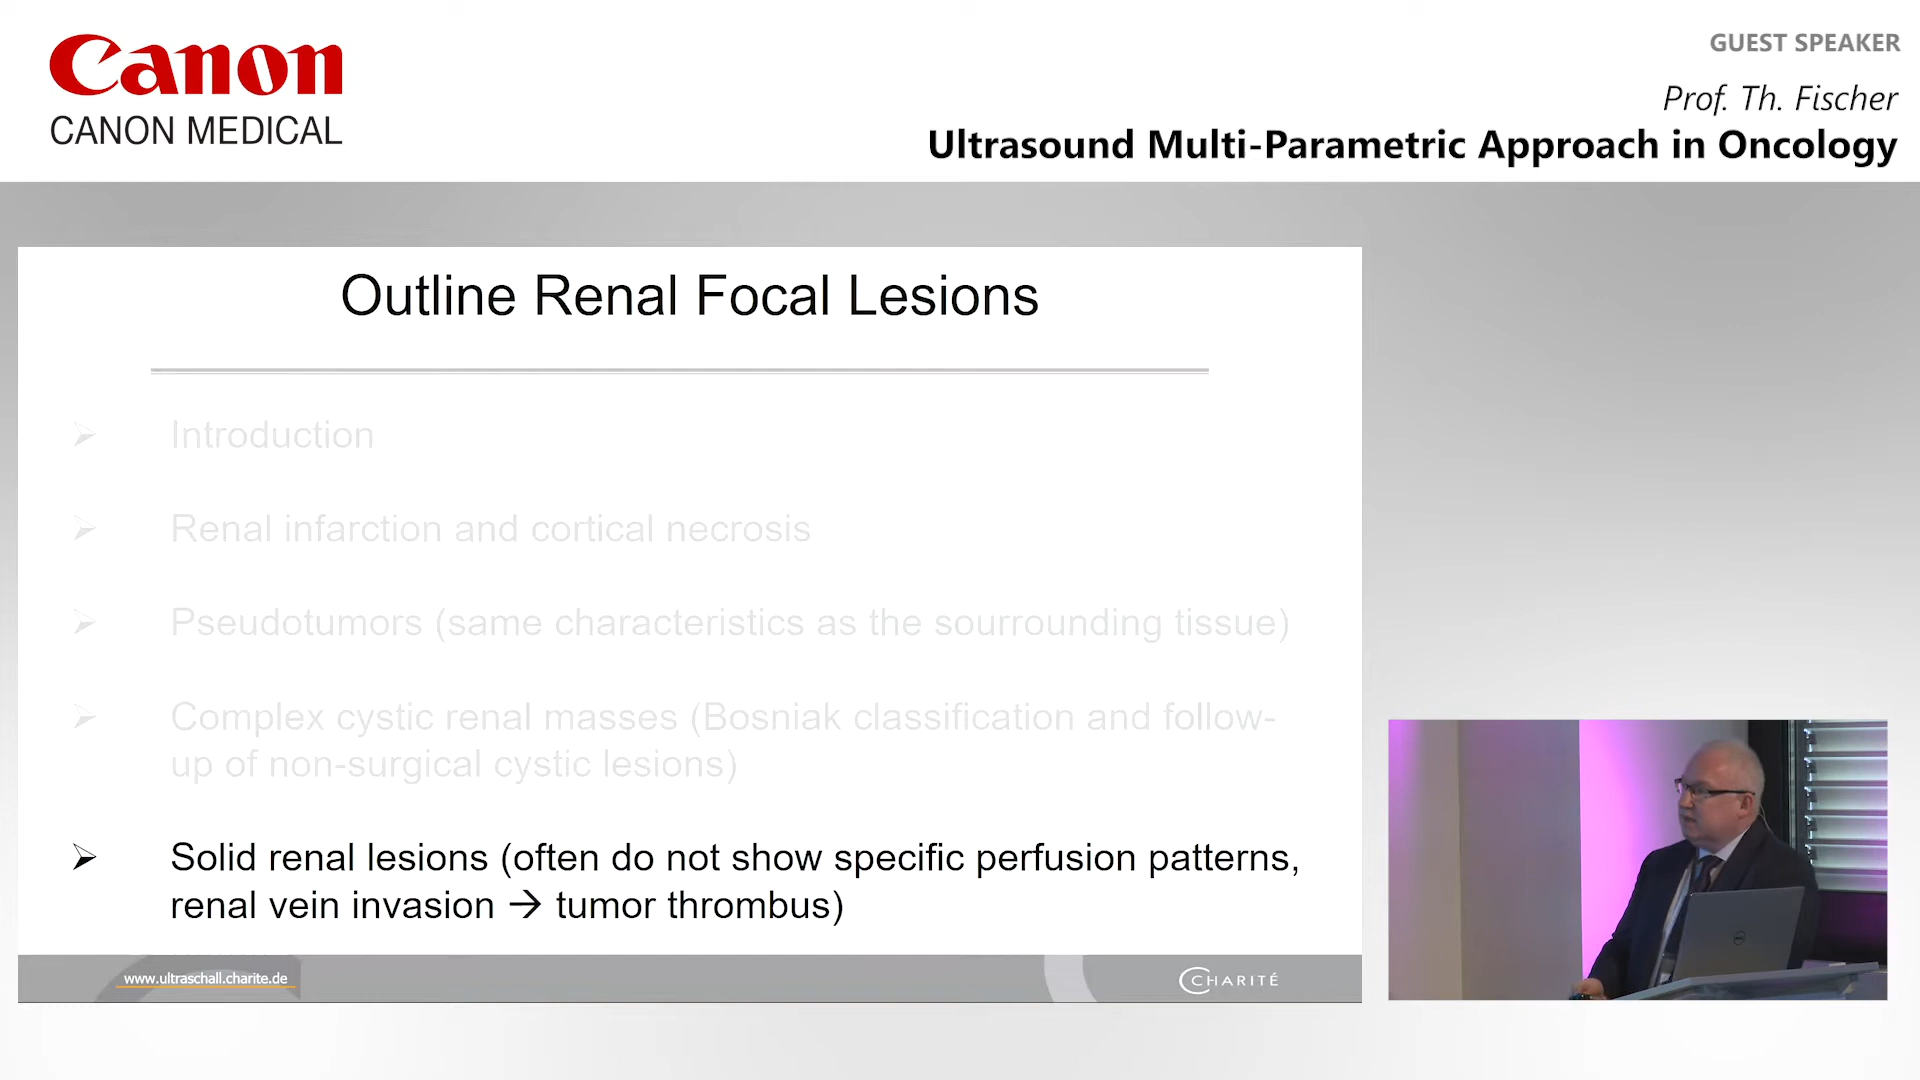 Canon
CANON MEDICAL
GUEST SPEAKER
Prof. Th. Fischer
Ultrasound Multi-Parametric Approach in Oncology
Outline Renal Focal Lesions
➢ Introduction
➢ Renal infarction and cortical necrosis
➢ Pseudotumors (same characteristics as the sourrounding tissue)
➢ Complex cystic renal masses (Bosniak classification and follow-
up of non-surgical cystic lesions)
➢ Solid renal lesions (often do not show specific perfusion patterns,
renal vein invasion → tumor thrombus)
www.ultraschall.charite.de
CHARITÉ
DELL